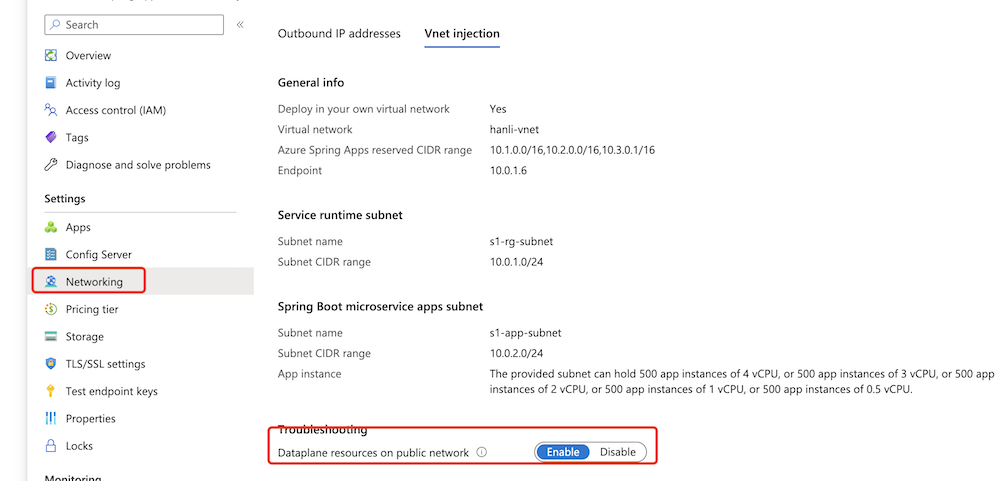 Search
«
Overview
Activity log
Access control (IAM)
Tags
Diagnose and solve problems
Settings
Apps
Config Server
Networking
Pricing tier
Storage
TLS/SSL settings
Test endpoint keys
Properties
Locks
Monitoring
Outbound IP addresses Vnet injection
General info
Deploy in your own virtual network Yes
Virtual network hanli-vnet
Azure Spring Apps reserved CIDR range 10.1.0.0/16,10.2.0.0/16,10.3.0.1/16
Endpoint 10.0.1.6
Service runtime subnet
Subnet name s1-rg-subnet
Subnet CIDR range 10.0.1.0/24
Spring Boot microservice apps subnet
Subnet name s1-app-subnet
Subnet CIDR range 10.0.2.0/24
App instance The provided subnet can hold 500 app instances of 4 vCPU, or 500 app instances of 3 vCPU, or 500 app
instances of 2 vCPU, or 500 app instances of 1 vCPU, or 500 app instances of 0.5 vCPU.
Troubleshooting
Dataplane resources on public network Enable Disable